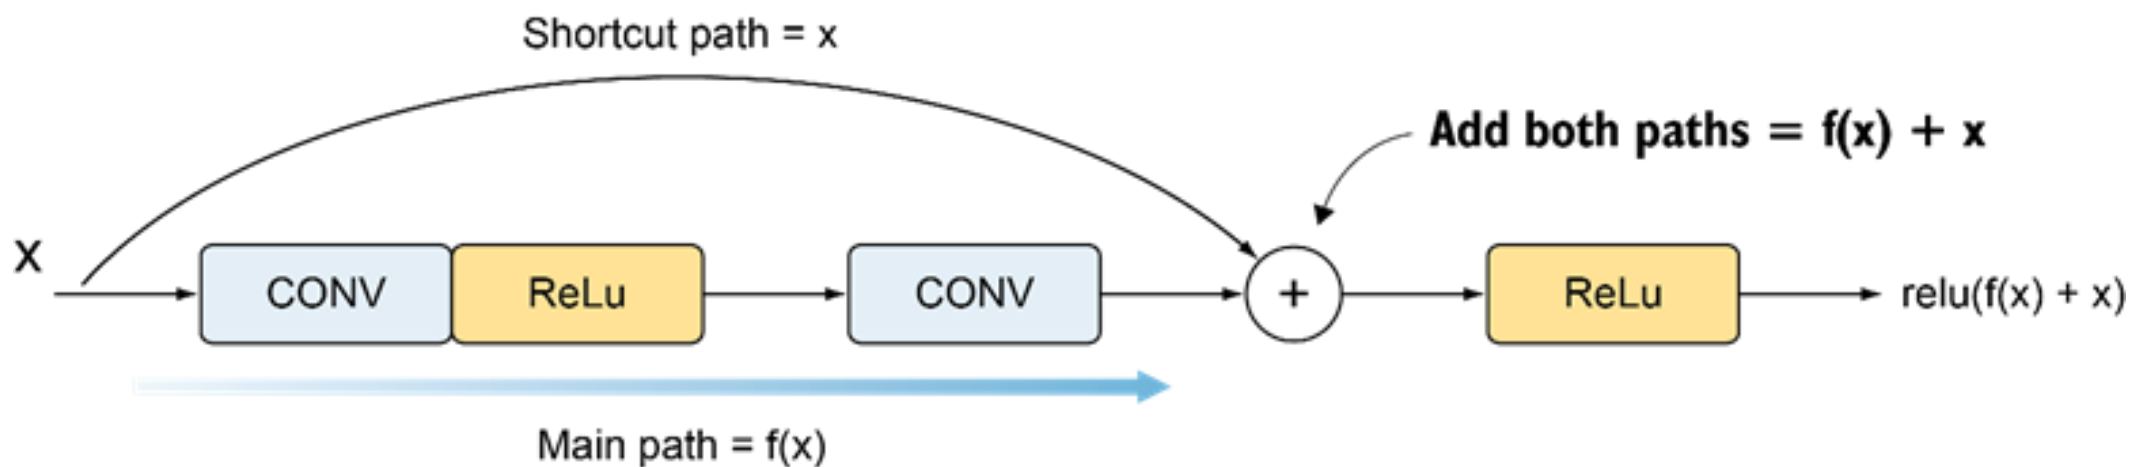 Shortcut path = x
Add both paths = f(x) + x
x
CONV
ReLu
CONV
+
ReLu
relu(f(x) + x)
Main path = f(x)